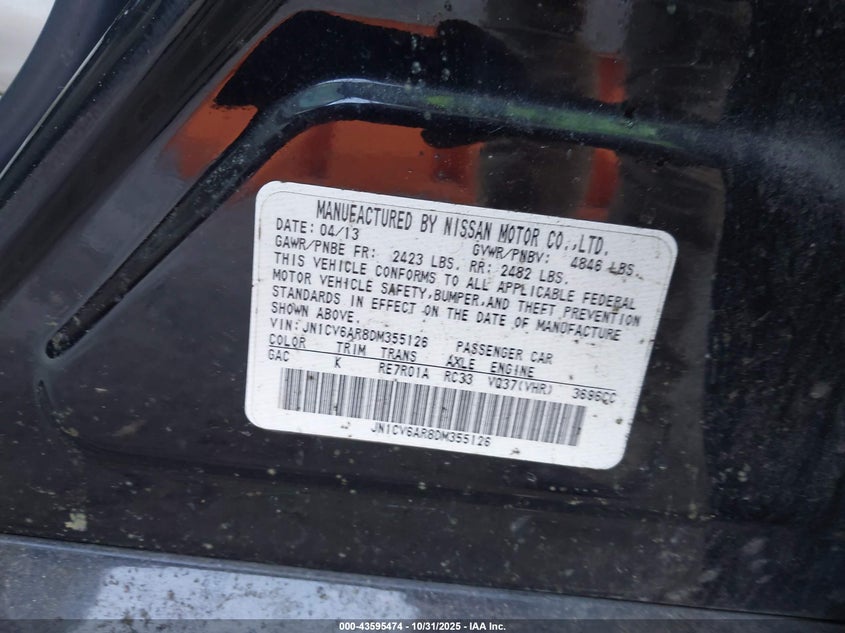 MANUFACTURED BY NISSAN MOTOR CO.,LTD.
DATE: 04/13 GVWR/PNBV: 4846 LBS.
GAWR/PNBE FR: 2423 LBS. RR: 2482 LBS.
THIS VEHICLE CONFORMS TO ALL APPLICABLE FEDERAL
MOTOR VEHICLE SAFETY,BUMPER,AND THEFT PREVENTION
STANDARDS IN EFFECT ON THE DATE OF MANUFACTURE
SHOWN ABOVE.
VIN: JN1CV6AR8DM355126 PASSENGER CAR
COLOR TRIM TRANS AXLE ENGINE
GAC K RE7R01A RC33 VQ37(VHR) 3696CC
JN1CV6AR8DM355126
000-43595474 - 10/31/2025 - IAA Inc.